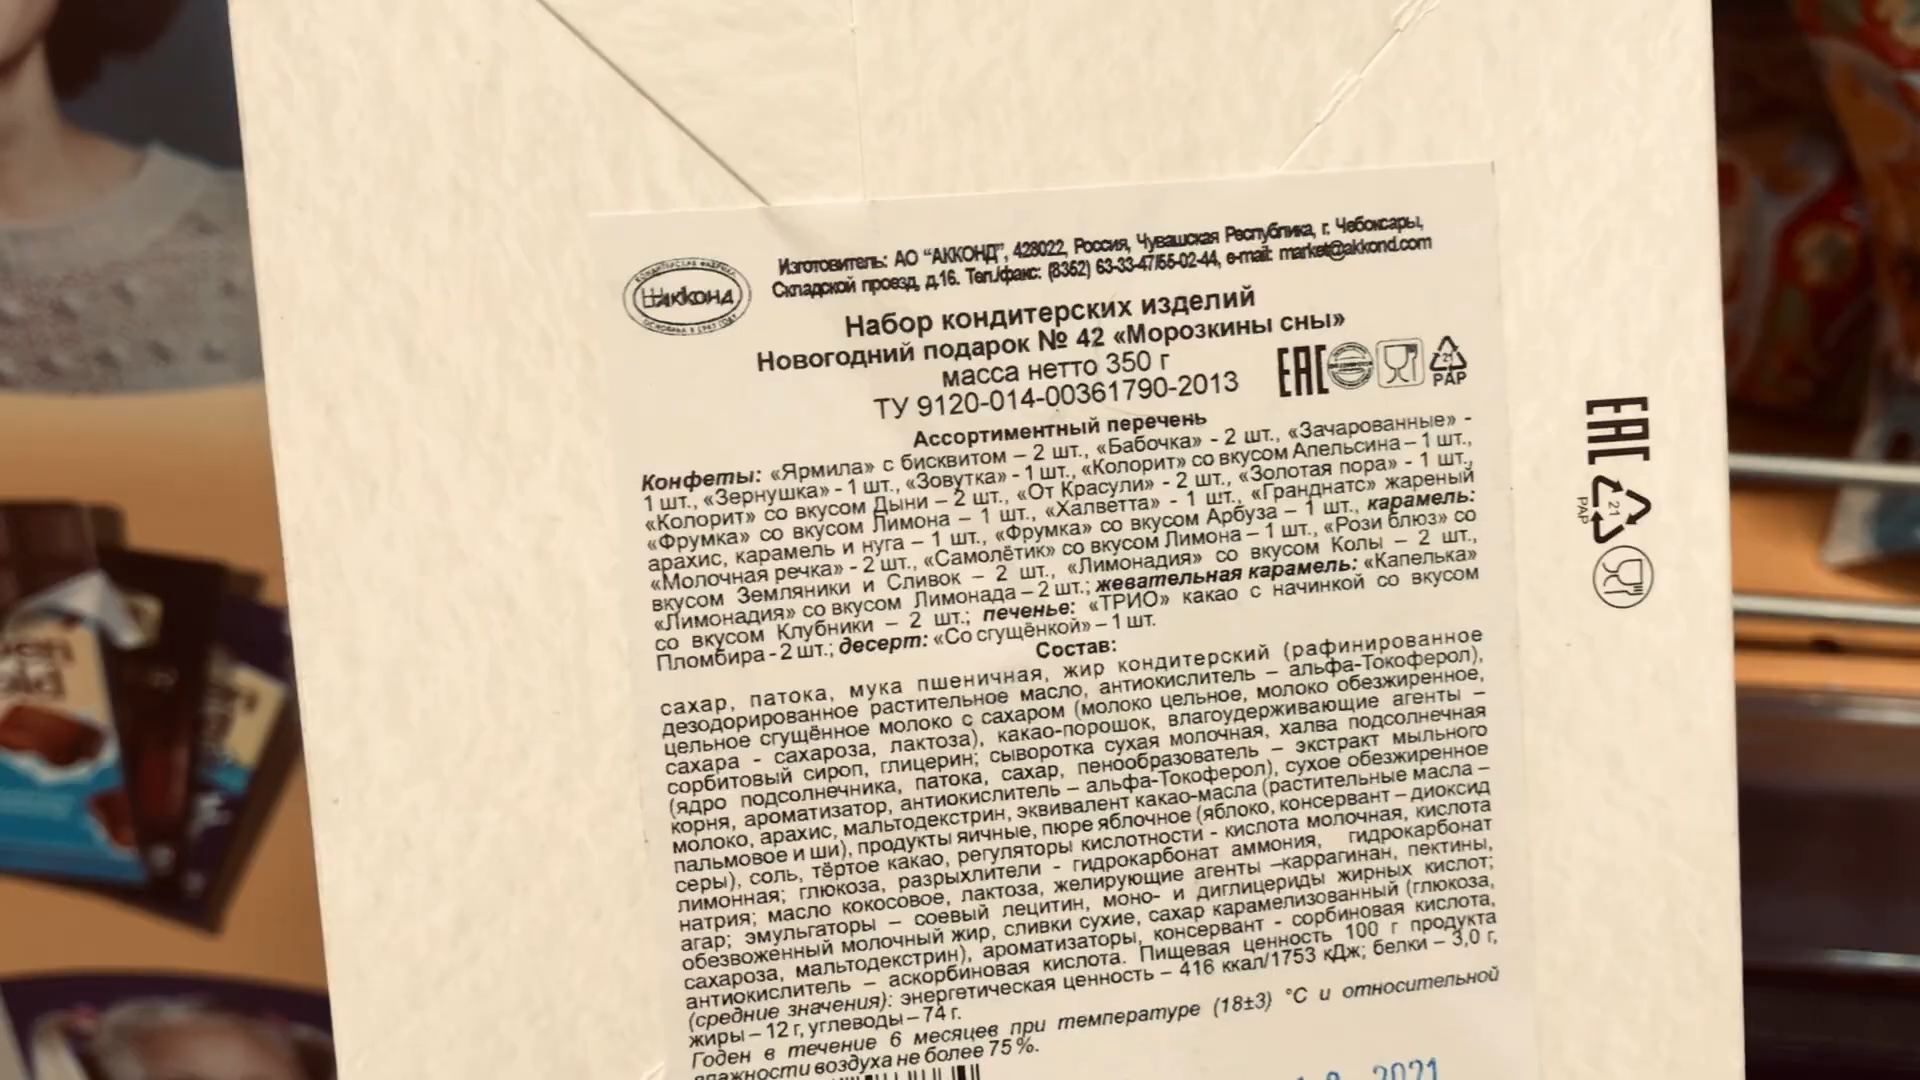 Изготовитель: АО "АККОНД", 428022, Россия, Чувашская Республика, г. Чебоксары,
Складской проезд, д.16. Тел./факс: (8352) 63-33-47/55-02-44, e-mail: market@akkond.com
КОНДИТЕРСКАЯ ФАБРИКА
АККОНД
ОСНОВАНА В 1943 ГОДУ
Набор кондитерских изделий
Новогодний подарок № 42 «Морозкины сны»
масса нетто 350 г
ТУ 9120-014-00361790-2013
EAC
21
PAP
Ассортиментный перечень
Конфеты: «Ярмила» с бисквитом – 2 шт., «Бабочка» - 2 шт., «Зачарованные» -
1 шт., «Зернушка» - 1 шт., «Зовутка» - 1 шт., «Колорит» со вкусом Апельсина – 1 шт.,
«Колорит» со вкусом Дыни – 2 шт., «От Красули» - 2 шт., «Золотая пора» - 1 шт.,
«Фрумка» со вкусом Лимона – 1 шт., «Халветта» - 1 шт., «Гранднатс» жареный
арахис, карамель и нуга – 1 шт., «Фрумка» со вкусом Арбуза – 1 шт., карамель:
«Молочная речка» - 2 шт., «Самолётик» со вкусом Лимона – 1 шт., «Рози блюз» со
вкусом Земляники и Сливок – 2 шт., «Лимонадия» со вкусом Колы – 2 шт.,
«Лимонадия» со вкусом Лимонада – 2 шт.; жевательная карамель: «Капелька»
со вкусом Клубники – 2 шт.; печенье: «ТРИО» какао с начинкой со вкусом
Пломбира - 2 шт.; десерт: «Со сгущёнкой» – 1 шт.
Состав:
сахар, патока, мука пшеничная, жир кондитерский (рафинированное
дезодорированное растительное масло, антиокислитель – альфа-Токоферол),
цельное сгущённое молоко с сахаром (молоко цельное, молоко обезжиренное,
сахара - сахароза, лактоза), какао-порошок, влагоудерживающие агенты –
сорбитовый сироп, глицерин; сыворотка сухая молочная, халва подсолнечная
(ядро подсолнечника, патока, сахар, пенообразователь – экстракт мыльного
корня, ароматизатор, антиокислитель – альфа-Токоферол), сухое обезжиренное
молоко, арахис, мальтодекстрин, эквивалент какао-масла (растительные масла –
пальмовое и ши), продукты яичные, пюре яблочное (яблоко, консервант – диоксид
серы), соль, тёртое какао, регуляторы кислотности - кислота молочная, кислота
лимонная; глюкоза, разрыхлители - гидрокарбонат аммония, гидрокарбонат
натрия; масло кокосовое, лактоза, желирующие агенты –каррагинан, пектины,
агар; эмульгаторы – соевый лецитин, моно- и диглицериды жирных кислот;
обезвоженный молочный жир, сливки сухие, сахар карамелизованный (глюкоза,
сахароза, мальтодекстрин), ароматизаторы, консервант - сорбиновая кислота,
антиокислитель – аскорбиновая кислота. Пищевая ценность 100 г продукта
(средние значения): энергетическая ценность – 416 ккал/1753 кДж; белки – 3,0 г,
жиры – 12 г, углеводы – 74 г.
Годен в течение 6 месяцев при температуре (18±3) °С и относительной
влажности воздуха не более 75 %.
2021
EAC
21
PAP